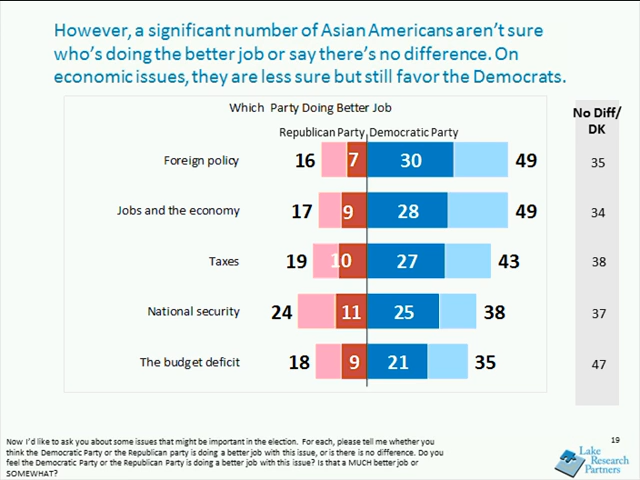 However, a significant number of Asian Americans aren't sure
who's doing the better job or say there's no difference. On
economic issues, they are less sure but still favor the Democrats.
Which Party Doing Better Job
No Diff/
DK
Republican Party Democratic Party
Foreign policy 16 7 30 49 35
Jobs and the economy 17 9 28 49 34
Taxes 19 10 27 43 38
National security 24 11 25 38 37
The budget deficit 18 9 21 35 47
Now I'd like to ask you about some issues that might be important in the election. For each, please tell me whether you
think the Democratic Party or the Republican party is doing a better job with this issue, or is there no difference. Do you
feel the Democratic Party or the Republican Party is doing a better job with this issue? Is that a MUCH better job or
SOMEWHAT?
19
Lake
Research
Partners